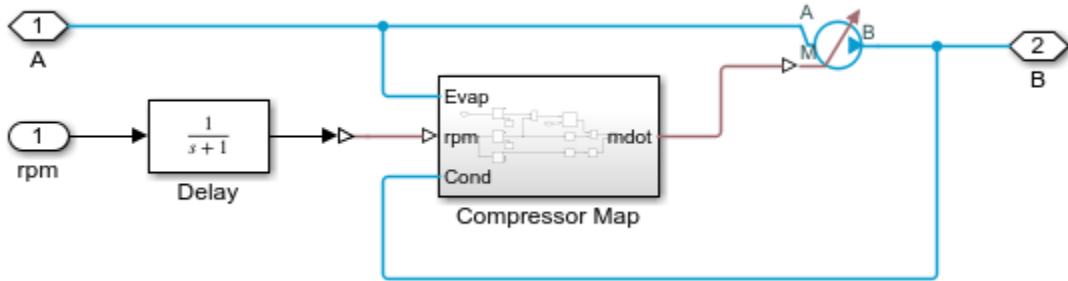 1
A
A
B
M
2
B
Evap
rpm
mdot
Cond
Compressor Map
1
rpm
1
s + 1
Delay